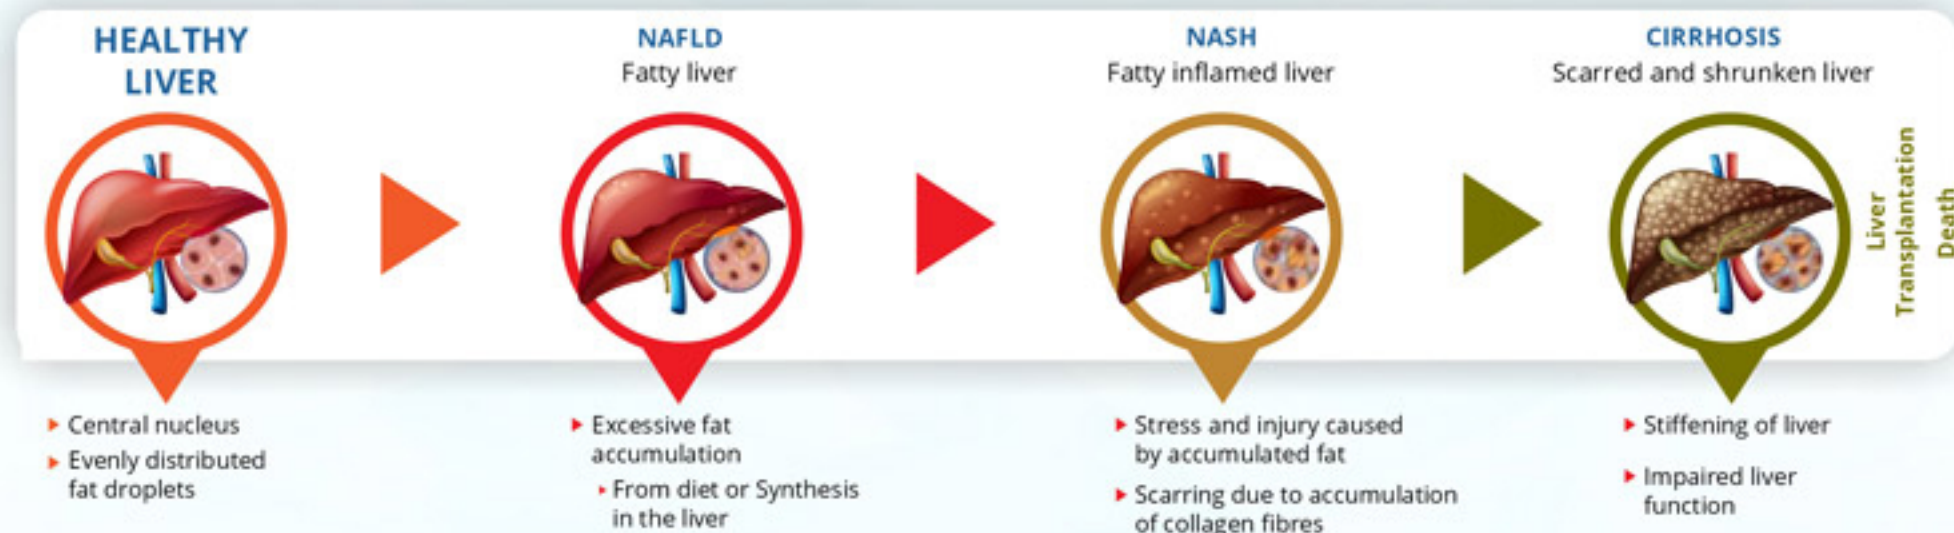 HEALTHY
LIVER
NAFLD
Fatty liver
NASH
Fatty inflamed liver
CIRRHOSIS
Scarred and shrunken liver
Liver
Transplantation
Death
Central nucleus
Evenly distributed
fat droplets
Excessive fat
accumulation
From diet or Synthesis
in the liver
Stress and injury caused
by accumulated fat
Scarring due to accumulation
of collagen fibres
Stiffening of liver
Impaired liver
function